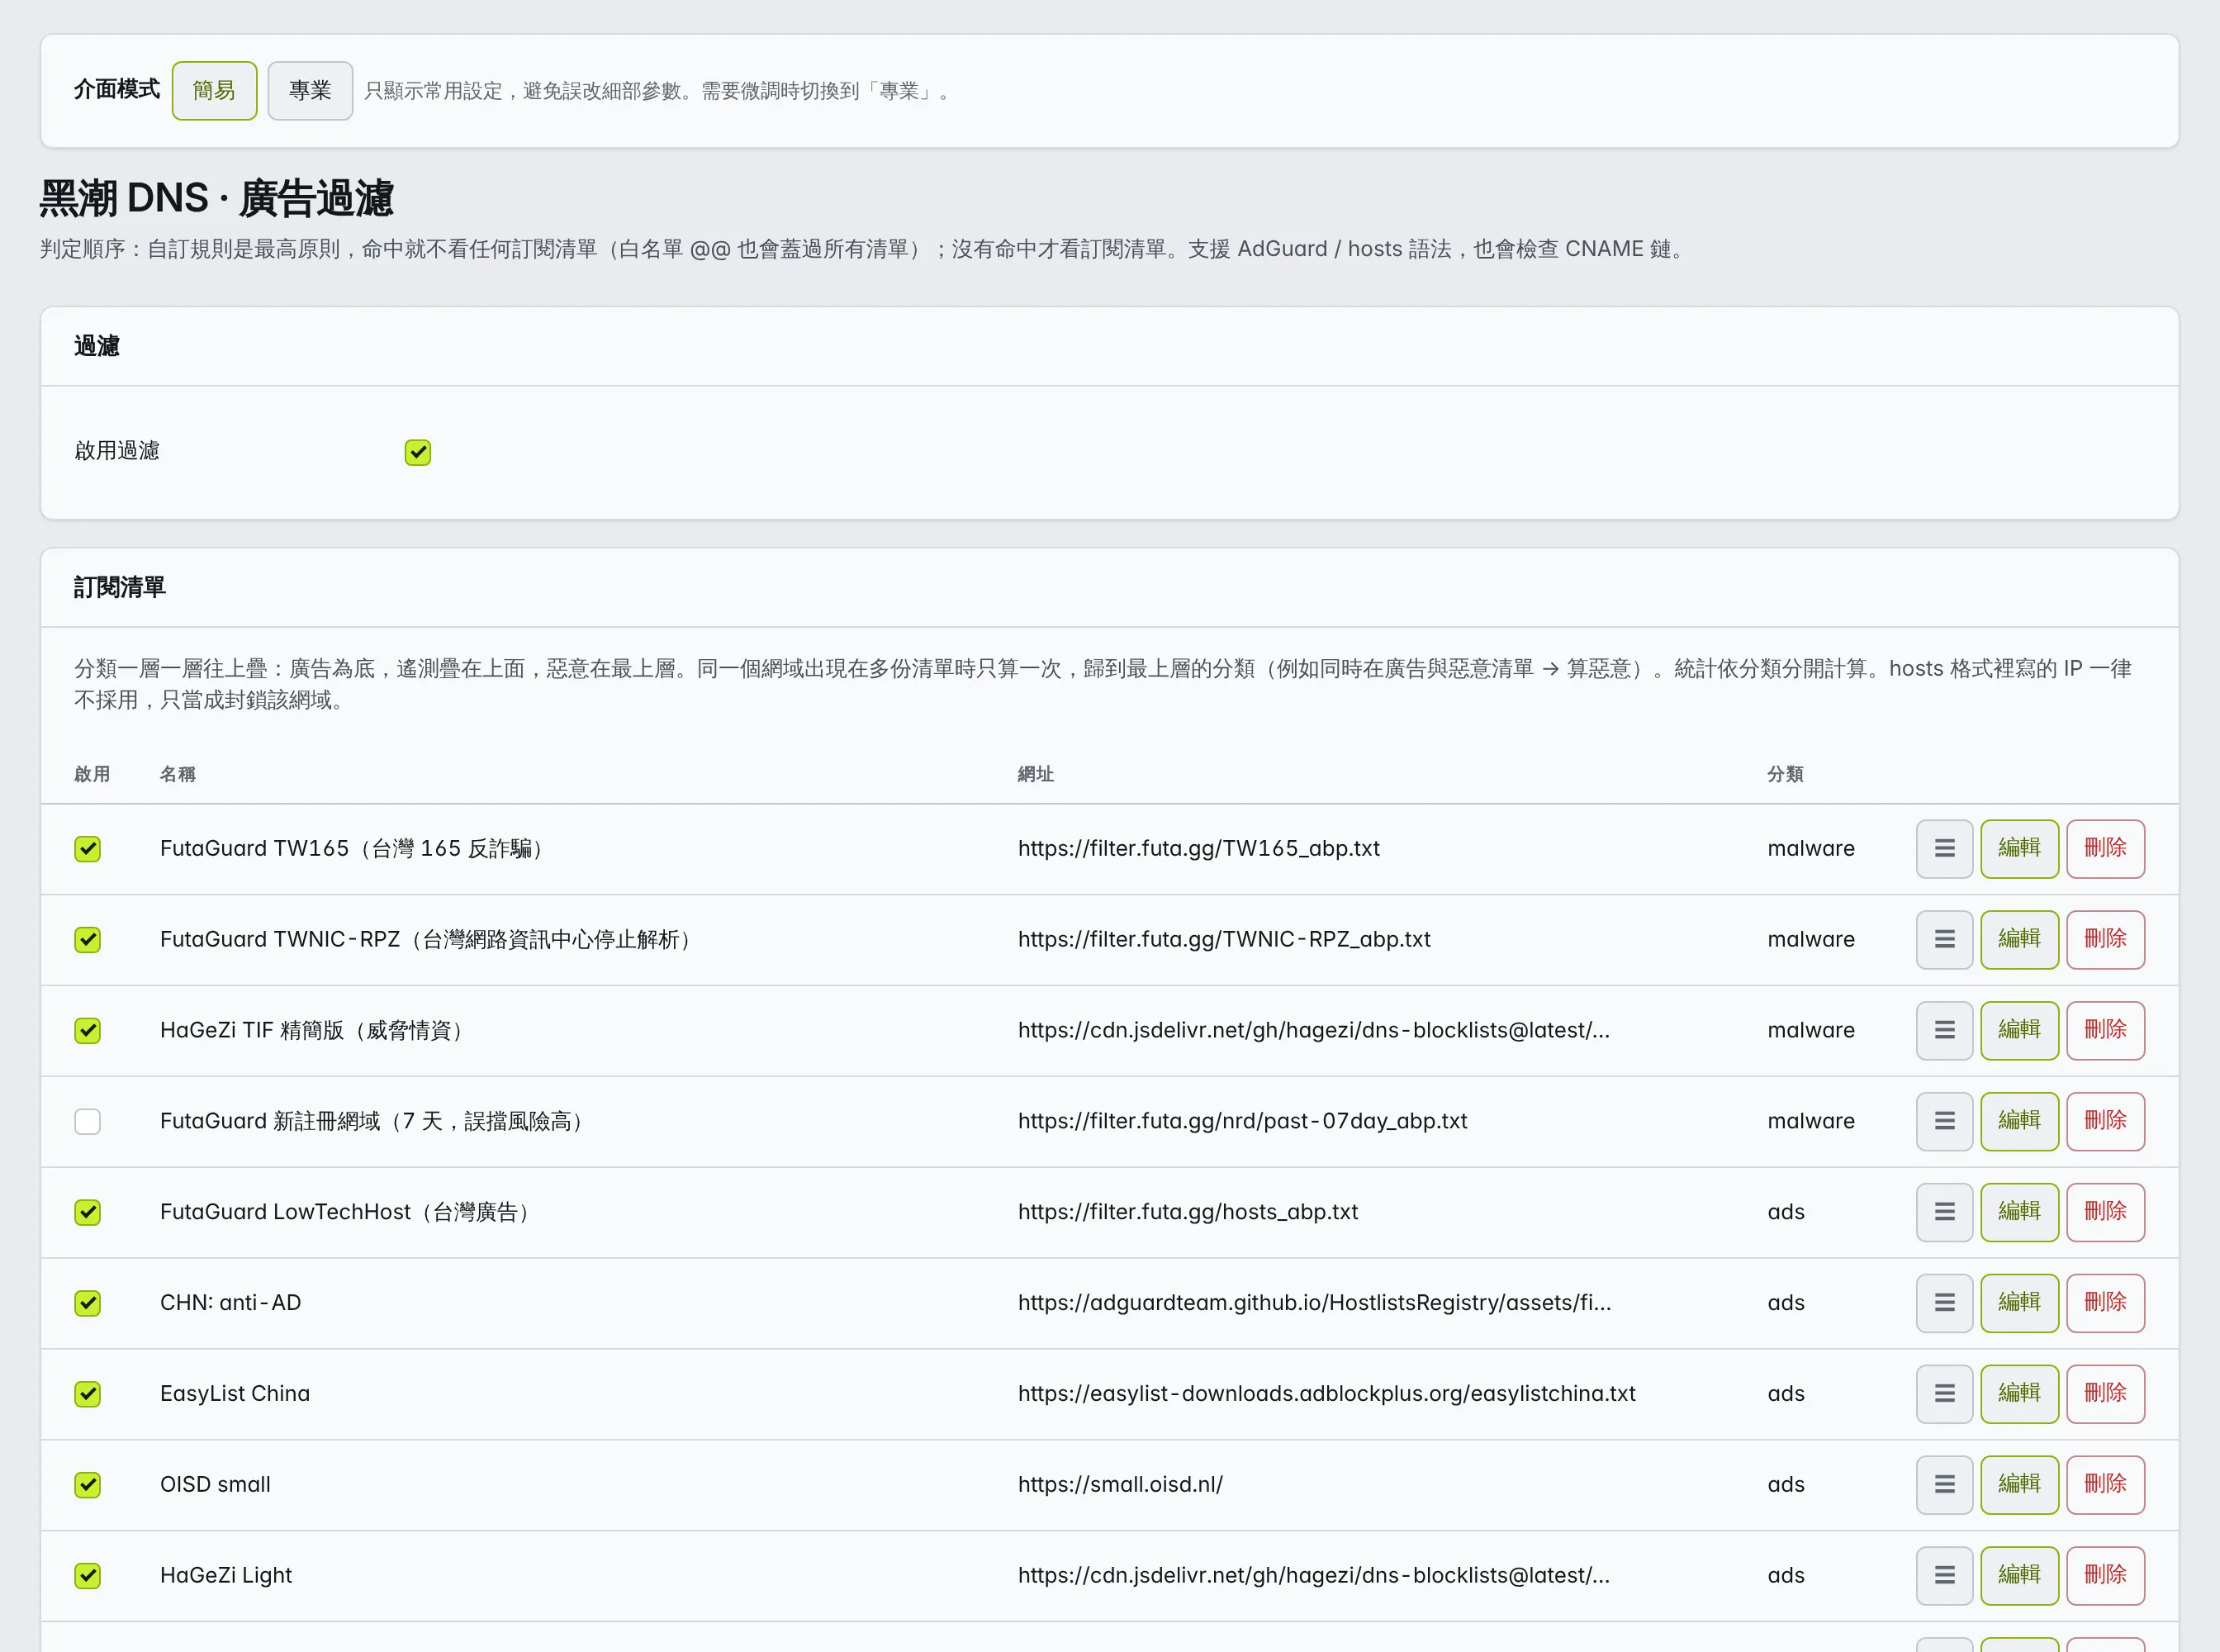 介面模式 簡易 專業 只顯示常用設定，避免誤改細部參數。需要微調時切換到「專業」。
黑潮 DNS · 廣告過濾
判定順序：自訂規則是最高原則，命中就不看任何訂閱清單（白名單 @@ 也會蓋過所有清單）；沒有命中才看訂閱清單。支援 AdGuard / hosts 語法，也會檢查 CNAME 鏈。
過濾
啟用過濾
訂閱清單
分類一層一層往上疊：廣告為底，遙測疊在上面，惡意在最上層。同一個網域出現在多份清單時只算一次，歸到最上層的分類（例如同時在廣告與惡意清單 → 算惡意）。統計依分類分開計算。hosts 格式裡寫的 IP 一律
不採用，只當成封鎖該網域。
啟用 名稱 網址 分類
FutaGuard TW165（台灣 165 反詐騙） https://filter.futa.gg/TW165_abp.txt malware 編輯 刪除
FutaGuard TWNIC-RPZ（台灣網路資訊中心停止解析） https://filter.futa.gg/TWNIC-RPZ_abp.txt malware 編輯 刪除
HaGeZi TIF 精簡版（威脅情資） https://cdn.jsdelivr.net/gh/hagezi/dns-blocklists@latest/... malware 編輯 刪除
FutaGuard 新註冊網域（7 天，誤擋風險高） https://filter.futa.gg/nrd/past-07day_abp.txt malware 編輯 刪除
FutaGuard LowTechHost（台灣廣告） https://filter.futa.gg/hosts_abp.txt ads 編輯 刪除
CHN: anti-AD https://adguardteam.github.io/HostlistsRegistry/assets/fi... ads 編輯 刪除
EasyList China https://easylist-downloads.adblockplus.org/easylistchina.txt ads 編輯 刪除
OISD small https://small.oisd.nl/ ads 編輯 刪除
HaGeZi Light https://cdn.jsdelivr.net/gh/hagezi/dns-blocklists@latest/... ads 編輯 刪除